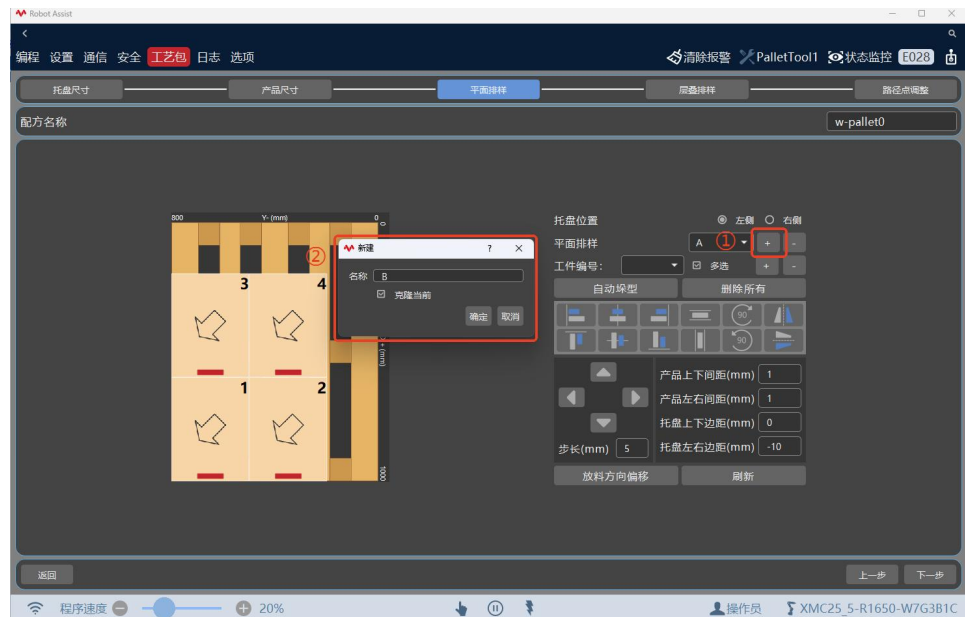 Robot Assist
编程 设置 通信 安全 工艺包 日志 选项 清除报警 PalletTool1 状态监控 E028
托盘尺寸 产品尺寸 平面排样 层叠排样 路径点调整
配方名称 w-pallet0
800 Y- (mm) 0
0
X+ (mm)
1000
3 4
1 2
②
新建 ? ×
名称 B
克隆当前
确定 取消
托盘位置 左侧 右侧
平面排样 A ① + -
工件编号: 多选 + -
自动垛型 删除所有
90
90
产品上下间距(mm) 1
产品左右间距(mm) 1
托盘上下边距(mm) 0
步长(mm) 5 托盘左右边距(mm) -10
放料方向偏移 刷新
返回 上一步 下一步
程序速度 20% 操作员 XMC25_5-R1650-W7G3B1C